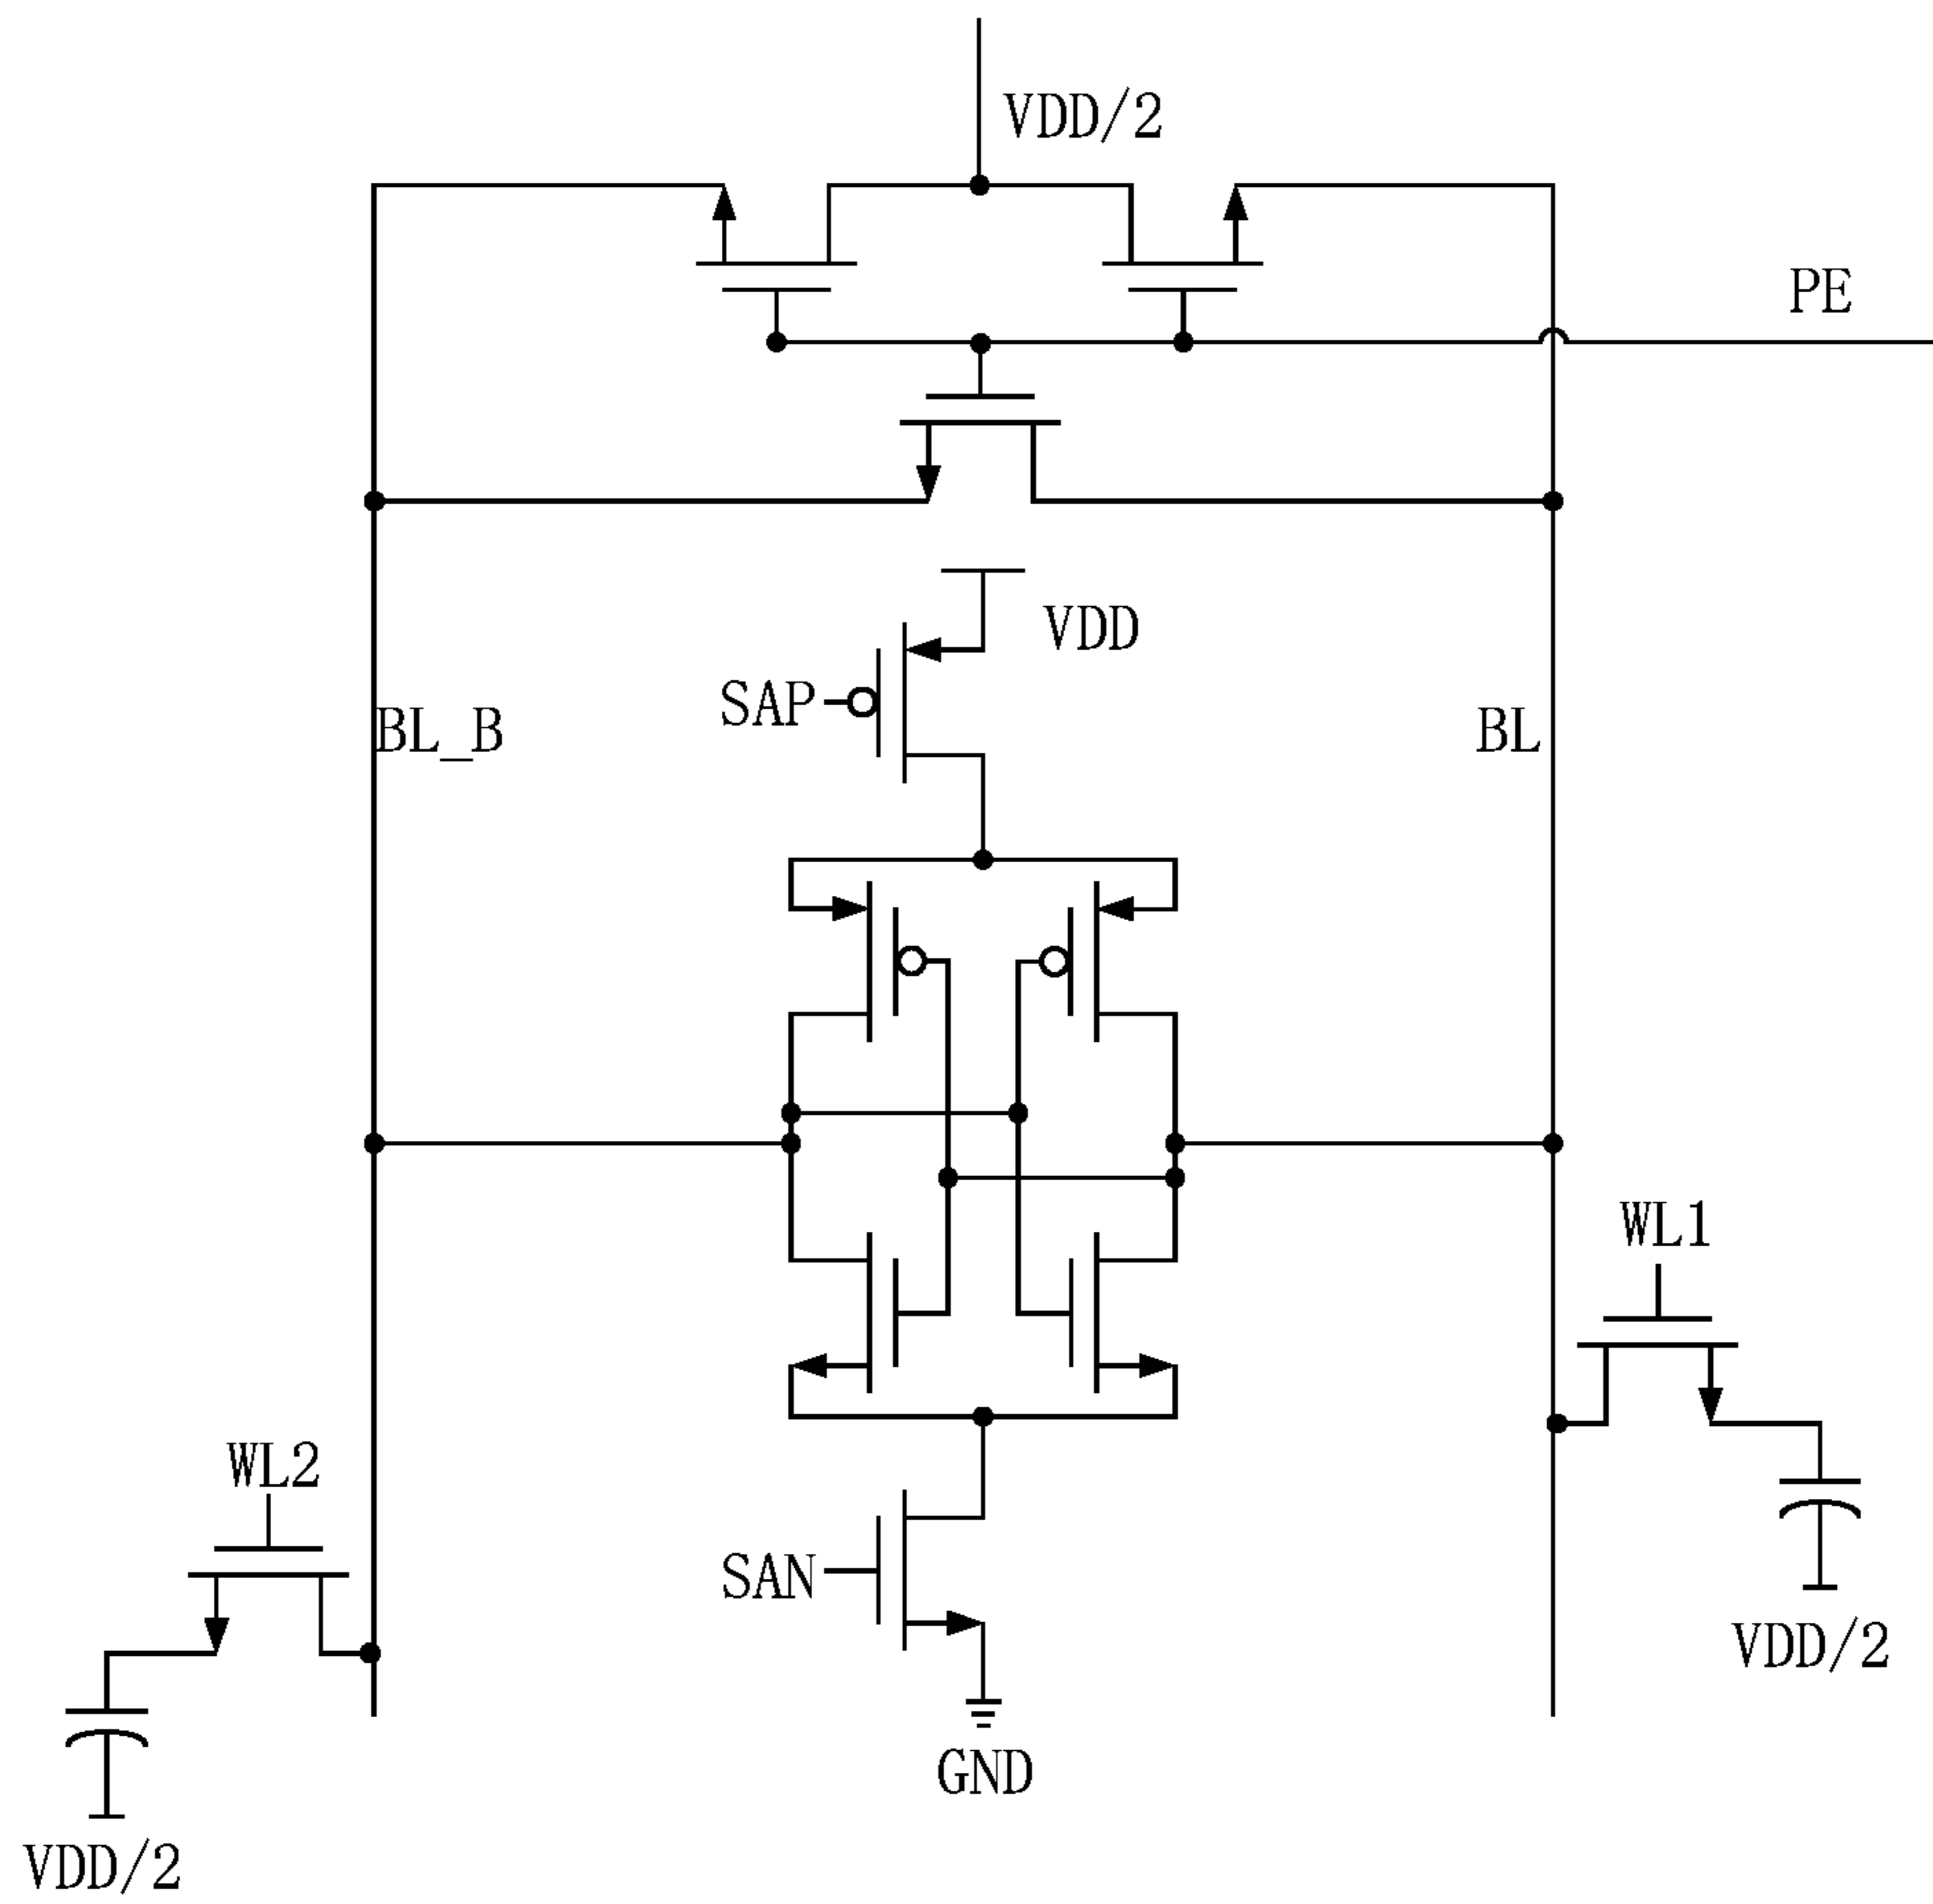 VDD/2
PE
VDD
SAP
BL_B
BL
WL1
WL2
SAN
VDD/2
GND
VDD/2